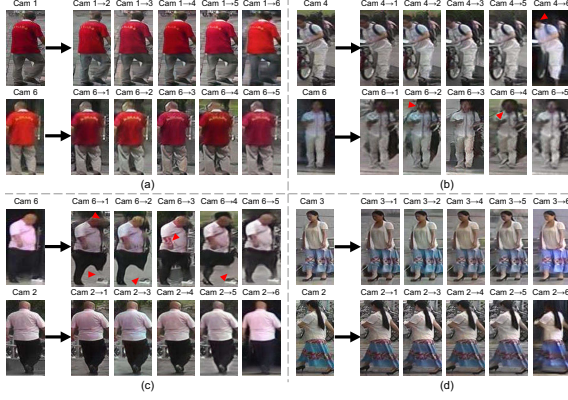 Cam 1 Cam 1→2 Cam 1→3 Cam 1→4 Cam 1→5 Cam 1→6
Cam 6 Cam 6→1 Cam 6→2 Cam 6→3 Cam 6→4 Cam 6→5
(a)
Cam 4 Cam 4→1 Cam 4→2 Cam 4→3 Cam 4→5 Cam 4→6
Cam 6 Cam 6→1 Cam 6→2 Cam 6→3 Cam 6→4 Cam 6→5
(b)
Cam 6 Cam 6→1 Cam 6→2 Cam 6→3 Cam 6→4 Cam 6→5
Cam 2 Cam 2→1 Cam 2→3 Cam 2→4 Cam 2→5 Cam 2→6
(c)
Cam 3 Cam 3→1 Cam 3→2 Cam 3→4 Cam 3→5 Cam 3→6
Cam 2 Cam 2→1 Cam 2→3 Cam 2→4 Cam 2→5 Cam 2→6
(d)